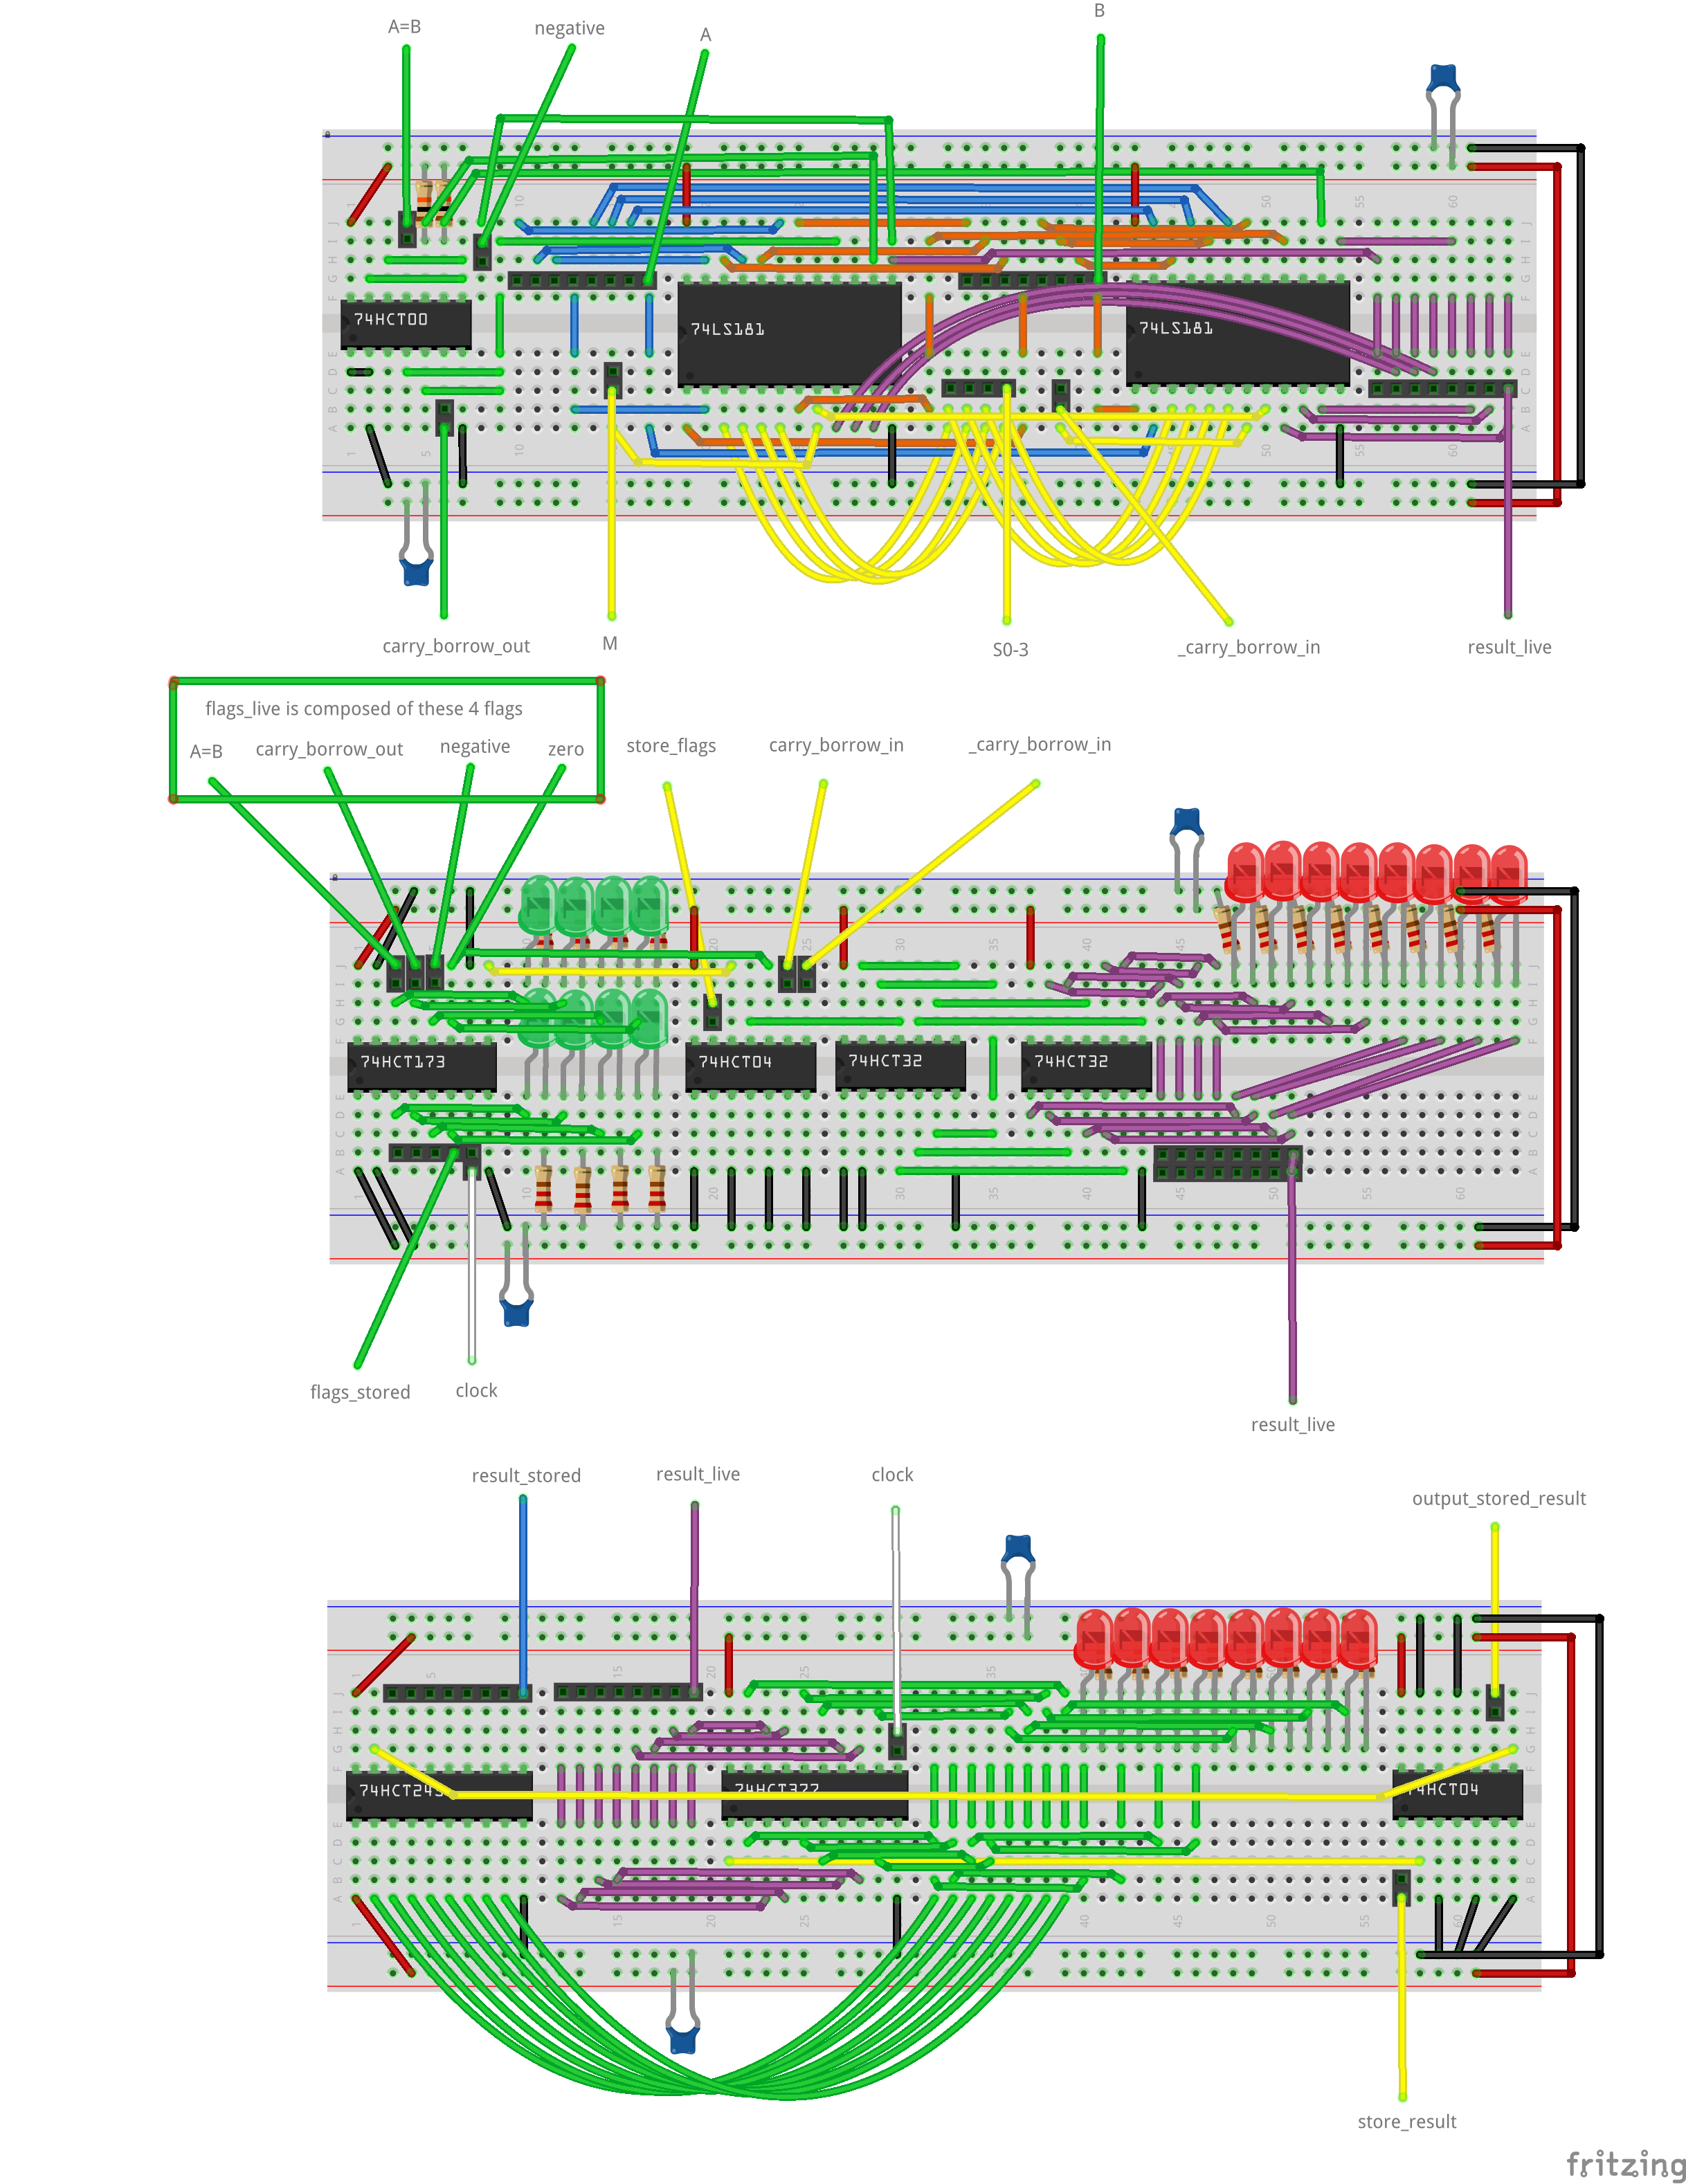 A=B
negative
A
B
74HCT00
74LS181
74LS181
carry_borrow_out
M
S0-3
_carry_borrow_in
result_live
flags_live is composed of these 4 flags
A=B
carry_borrow_out
negative
zero
store_flags
carry_borrow_in
_carry_borrow_in
74HCT173
74HCT04
74HCT32
74HCT32
flags_stored
clock
result_live
result_stored
result_live
clock
output_stored_result
74HCT377
74HCT04
store_result
fritzing